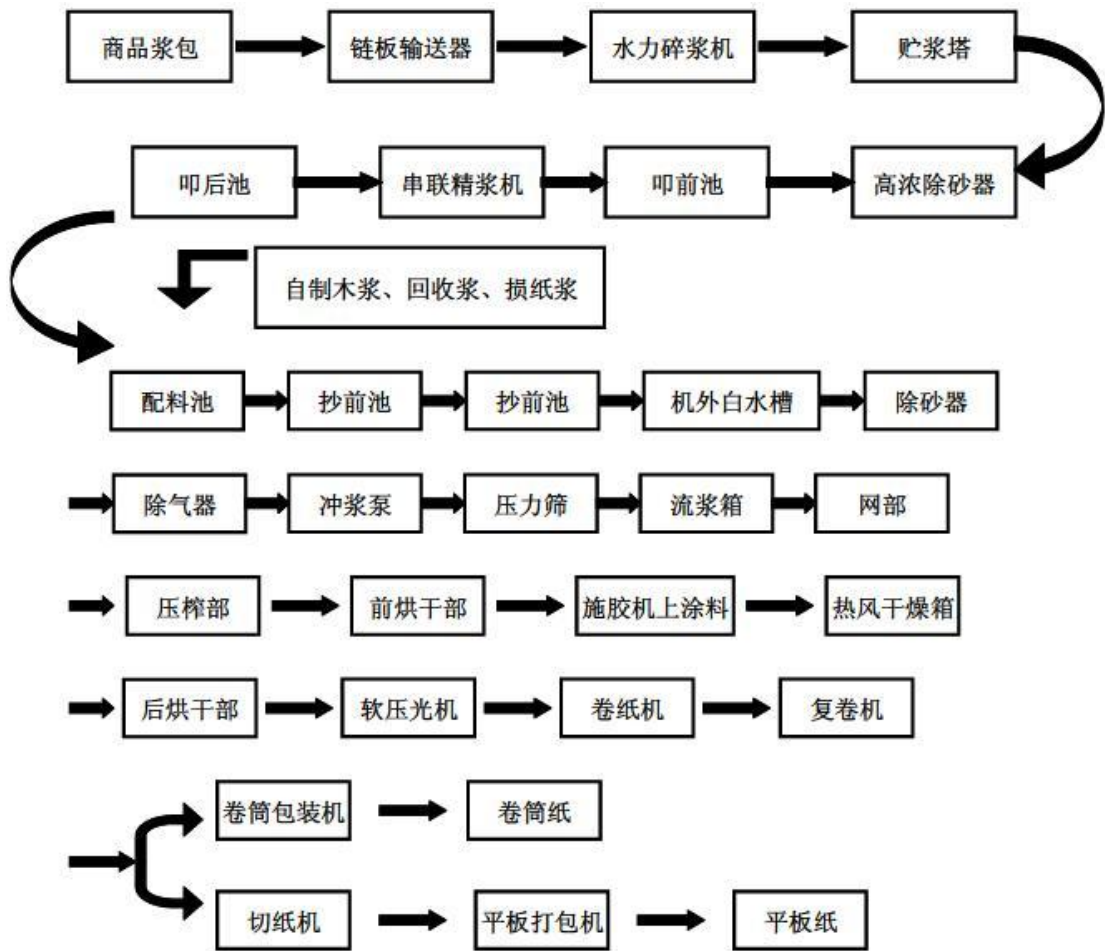 商品浆包
链板输送器
水力碎浆机
贮浆塔
叩后池
串联精浆机
叩前池
高浓除砂器
自制木浆、回收浆、损纸浆
配料池
抄前池
抄前池
机外白水槽
除砂器
除气器
冲浆泵
压力筛
流浆箱
网部
压榨部
前烘干部
施胶机上涂料
热风干燥箱
后烘干部
软压光机
卷纸机
复卷机
卷筒包装机
卷筒纸
切纸机
平板打包机
平板纸